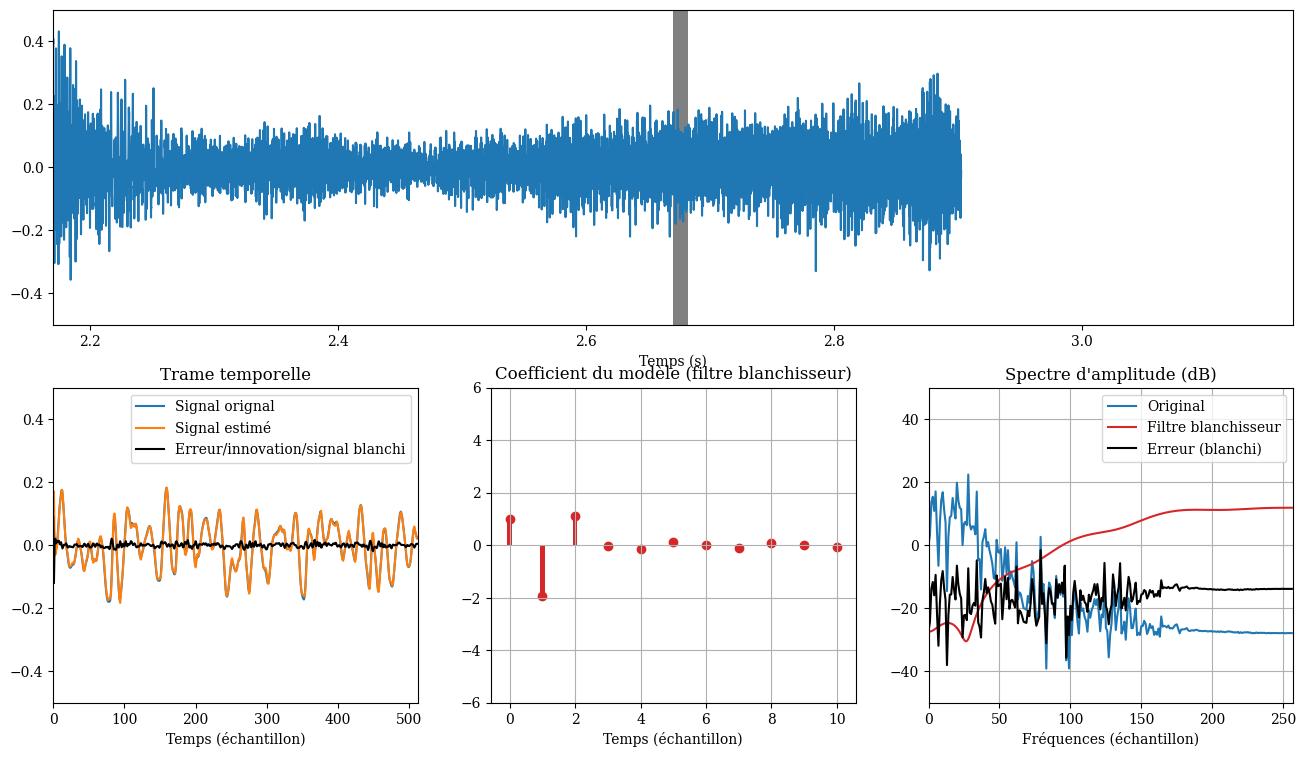 0.4
0.2
0.0
−0.2
−0.4
2.2 2.4 2.6 2.8 3.0
Temps (s)
Trame temporelle
Signal orignal
Signal estimé
Erreur/innovation/signal blanchi
0.4
0.2
0.0
−0.2
−0.4
0 100 200 300 400 500
Temps (échantillon)
Coefficient du modèle (filtre blanchisseur)
6
4
2
0
−2
−4
−6
0 2 4 6 8 10
Temps (échantillon)
Spectre d'amplitude (dB)
Original
Filtre blanchisseur
Erreur (blanchi)
40
20
0
−20
−40
0 50 100 150 200 250
Fréquences (échantillon)